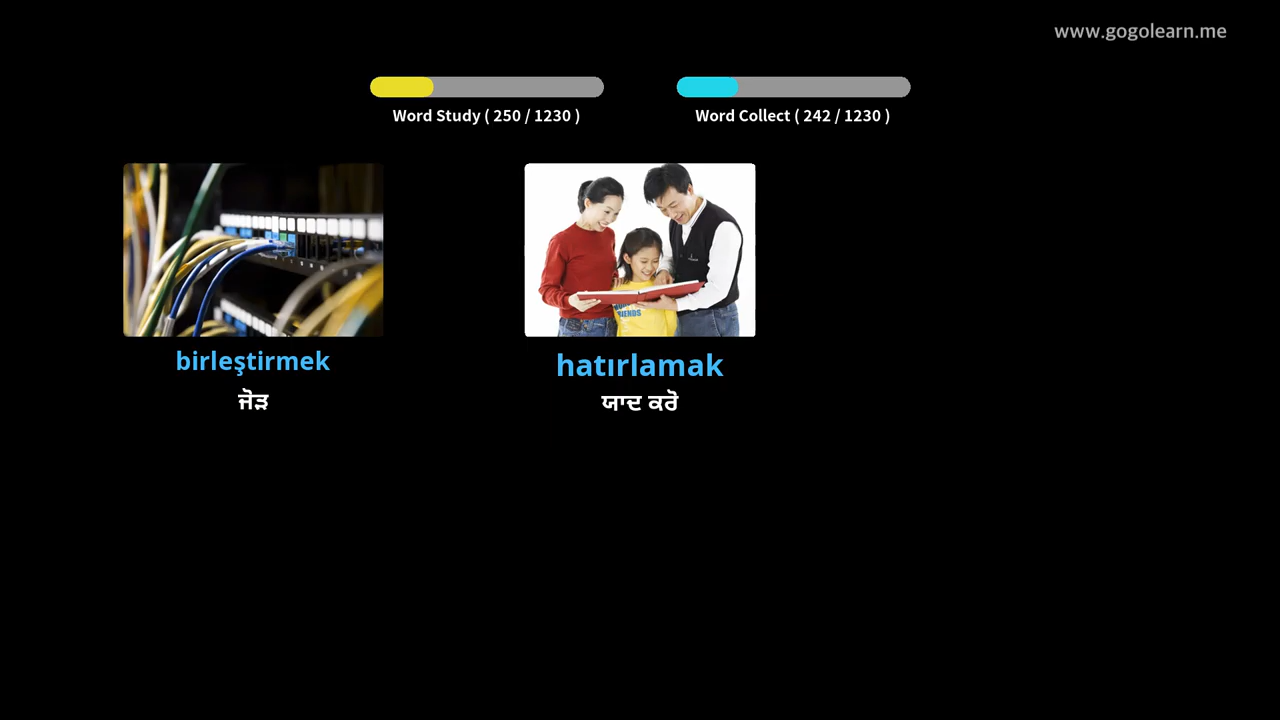 www.gogolearn.me
Word Study ( 250 / 1230 )
Word Collect ( 242 / 1230 )
birleştirmek
ਜੋੜ
hatırlamak
ਯਾਦ ਕਰੋ